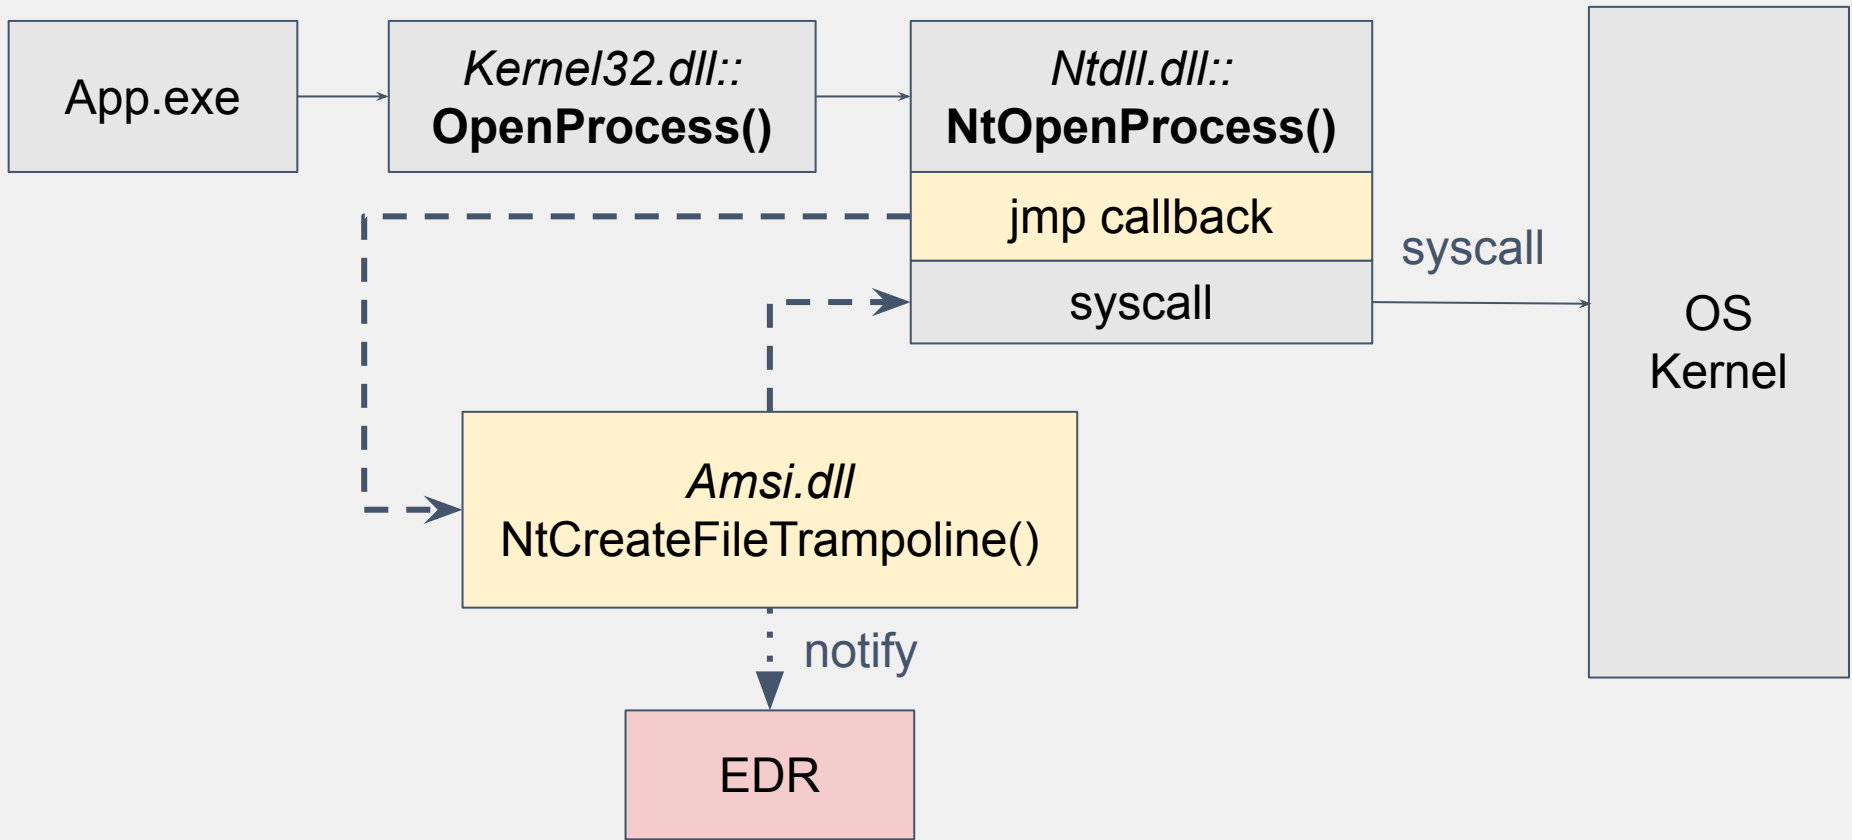 App.exe
Kernel32.dll::
OpenProcess()
Ntdll.dll::
NtOpenProcess()
jmp callback
syscall
syscall
OS
Kernel
Amsi.dll
NtCreateFileTrampoline()
notify
EDR